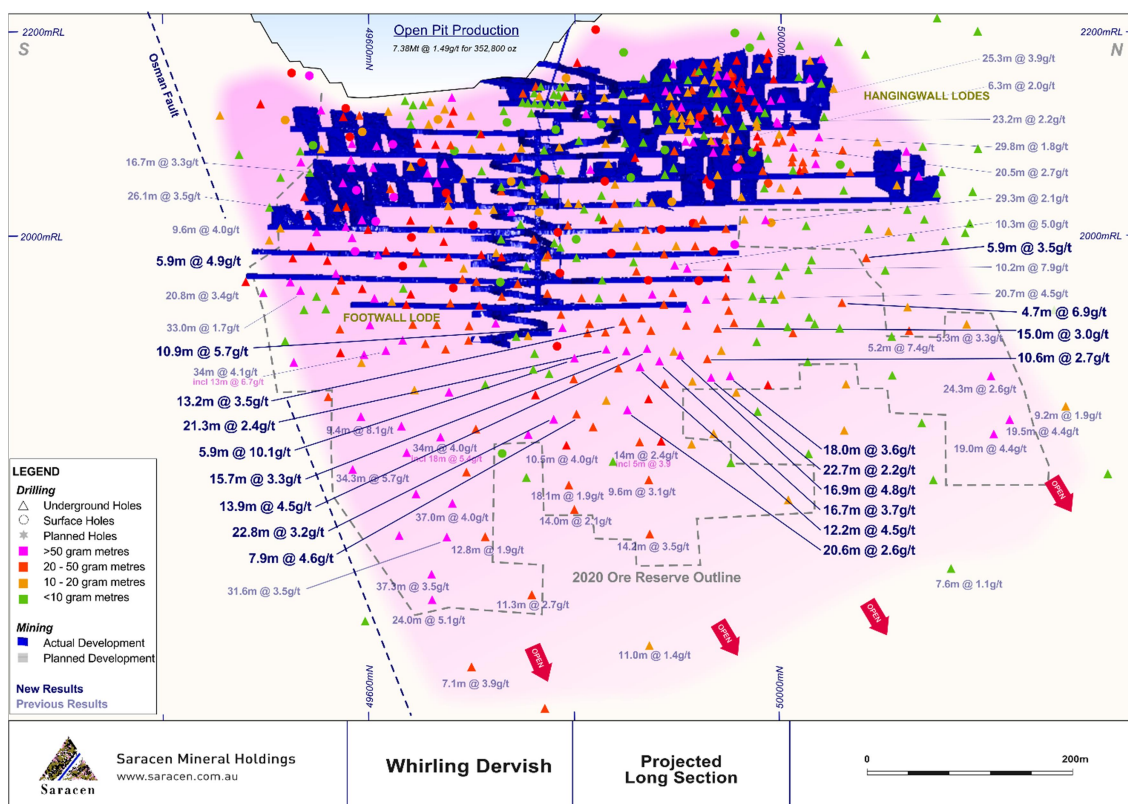 Open Pit Production
7.38Mt @ 1.49g/t for 352,800 oz
2200mRL
2200mRL
S
N
49600mN
50000m
Osman Fault
HANGINGWALL LODES
25.3m @ 3.9g/t
6.3m @ 2.0g/t
23.2m @ 2.2g/t
29.8m @ 1.8g/t
20.5m @ 2.7g/t
29.3m @ 2.1g/t
10.3m @ 5.0g/t
2000mRL
2000mRL
5.9m @ 3.5g/t
10.2m @ 7.9g/t
20.7m @ 4.5g/t
4.7m @ 6.9g/t
15.0m @ 3.0g/t
5.3m @ 3.3g/t
5.2m @ 7.4g/t
10.6m @ 2.7g/t
24.3m @ 2.6g/t
9.2m @ 1.9g/t
19.5m @ 4.4g/t
19.0m @ 4.4g/t
16.7m @ 3.3g/t
26.1m @ 3.5g/t
9.6m @ 4.0g/t
5.9m @ 4.9g/t
20.8m @ 3.4g/t
FOOTWALL LODE
33.0m @ 1.7g/t
10.9m @ 5.7g/t
34m @ 4.1g/t
incl 13m @ 6.7g/t
13.2m @ 3.5g/t
21.3m @ 2.4g/t
5.9m @ 10.1g/t
15.7m @ 3.3g/t
13.9m @ 4.5g/t
22.8m @ 3.2g/t
7.9m @ 4.6g/t
31.6m @ 3.5g/t
9.4m @ 8.1g/t
34m @ 4.0g/t
incl 18m @ 5.4g/t
34.3m @ 5.7g/t
37.0m @ 4.0g/t
12.8m @ 1.9g/t
37.3m @ 3.5g/t
24.0m @ 5.1g/t
10.5m @ 4.0g/t
14m @ 2.4g/t
incl 5m @ 3.9
18.1m @ 1.9g/t
9.6m @ 3.1g/t
14.0m @ 2.1g/t
14.2m @ 3.5g/t
11.3m @ 2.7g/t
11.0m @ 1.4g/t
7.1m @ 3.9g/t
7.6m @ 1.1g/t
18.0m @ 3.6g/t
22.7m @ 2.2g/t
16.9m @ 4.8g/t
16.7m @ 3.7g/t
12.2m @ 4.5g/t
20.6m @ 2.6g/t
2020 Ore Reserve Outline
OPEN
OPEN
OPEN
OPEN
49600mN
50000mN
LEGEND
Drilling
Underground Holes
Surface Holes
Planned Holes
>50 gram metres
20 - 50 gram metres
10 - 20 gram metres
<10 gram metres
Mining
Actual Development
Planned Development
New Results
Previous Results
Saracen
Saracen Mineral Holdings
www.saracen.com.au
Whirling Dervish
Projected
Long Section
0
200m